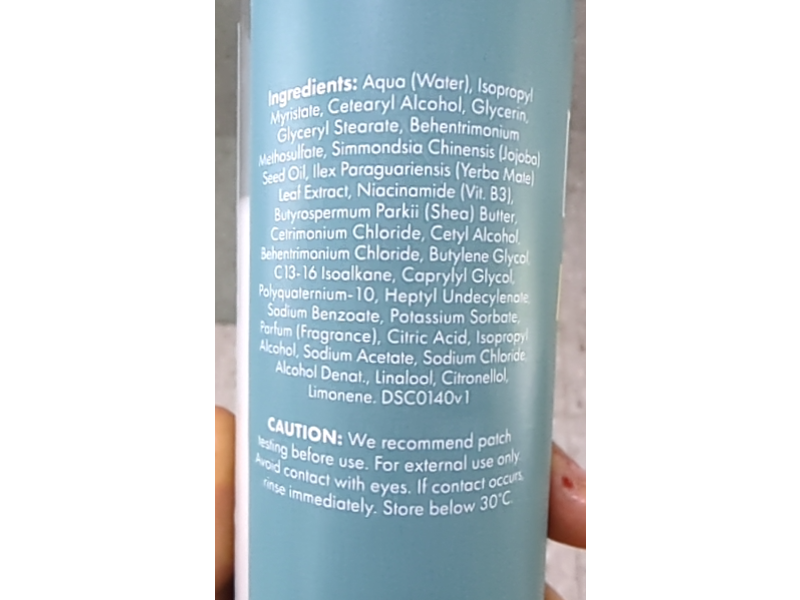 Ingredients: Aqua (Water), Isopropyl
Myristate, Cetearyl Alcohol, Glycerin,
Glyceryl Stearate, Behentrimonium
Methosulfate, Simmondsia Chinensis (Jojoba)
Seed Oil, Ilex Paraguariensis (Yerba Mate)
Leaf Extract, Niacinamide (Vit. B3),
Butyrospermum Parkii (Shea) Butter,
Cetrimonium Chloride, Cetyl Alcohol,
Behentrimonium Chloride, Butylene Glycol,
C13-16 Isoalkane, Caprylyl Glycol,
Polyquaternium-10, Heptyl Undecylenate,
Sodium Benzoate, Potassium Sorbate,
Parfum (Fragrance), Citric Acid, Isopropyl
Alcohol, Sodium Acetate, Sodium Chloride,
Alcohol Denat., Linalool, Citronellol,
Limonene. DSC0140v1
CAUTION: We recommend patch
testing before use. For external use only.
Avoid contact with eyes. If contact occurs,
rinse immediately. Store below 30°C.